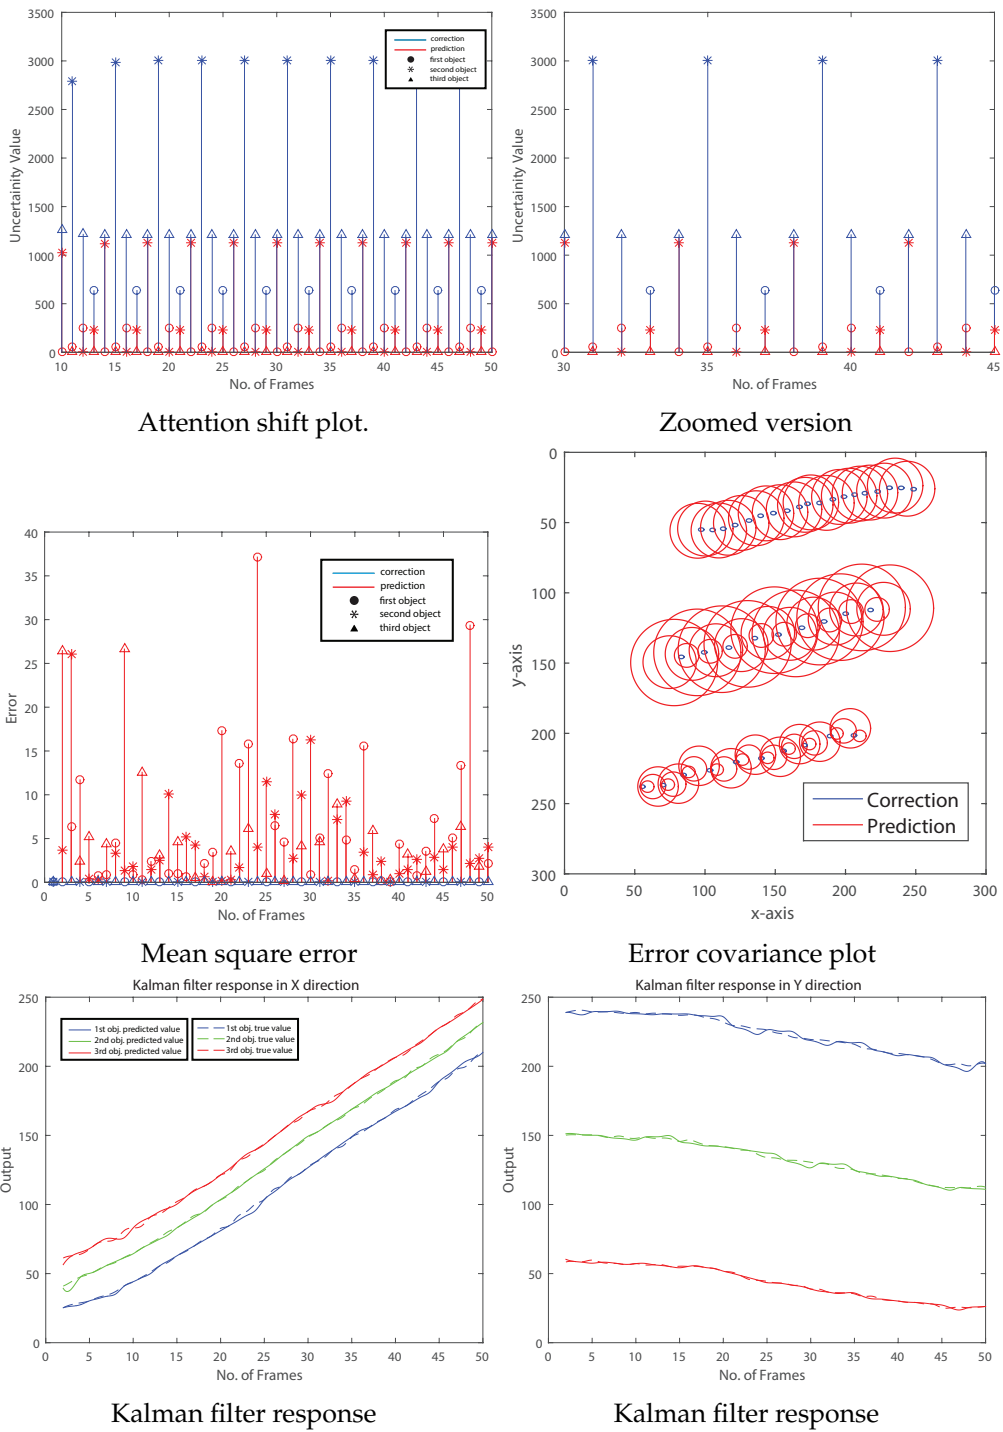 3500
3000
2500
2000
1500
1000
500
0
Uncertainity Value
correction
prediction
first object
second object
third object
10 15 20 25 30 35 40 45 50
No. of Frames
Attention shift plot.
3500
3000
2500
2000
1500
1000
500
0
Uncertainity Value
30 35 40 45
No. of Frames
Zoomed version
40
35
30
25
20
15
10
5
0
Error
correction
prediction
first object
second object
third object
0 5 10 15 20 25 30 35 40 45 50
No. of Frames
Mean square error
0
50
100
150
200
250
300
y-axis
Correction
Prediction
0 50 100 150 200 250 300
x-axis
Error covariance plot
Kalman filter response in X direction
250
200
150
100
50
0
Output
1st obj. predicted value
2nd obj. predicted value
3rd obj. predicted value
1st obj. true value
2nd obj. true value
3rd obj. true value
0 5 10 15 20 25 30 35 40 45 50
No. of Frames
Kalman filter response
Kalman filter response in Y direction
250
200
150
100
50
0
Output
0 5 10 15 20 25 30 35 40 45 50
No. of Frames
Kalman filter response